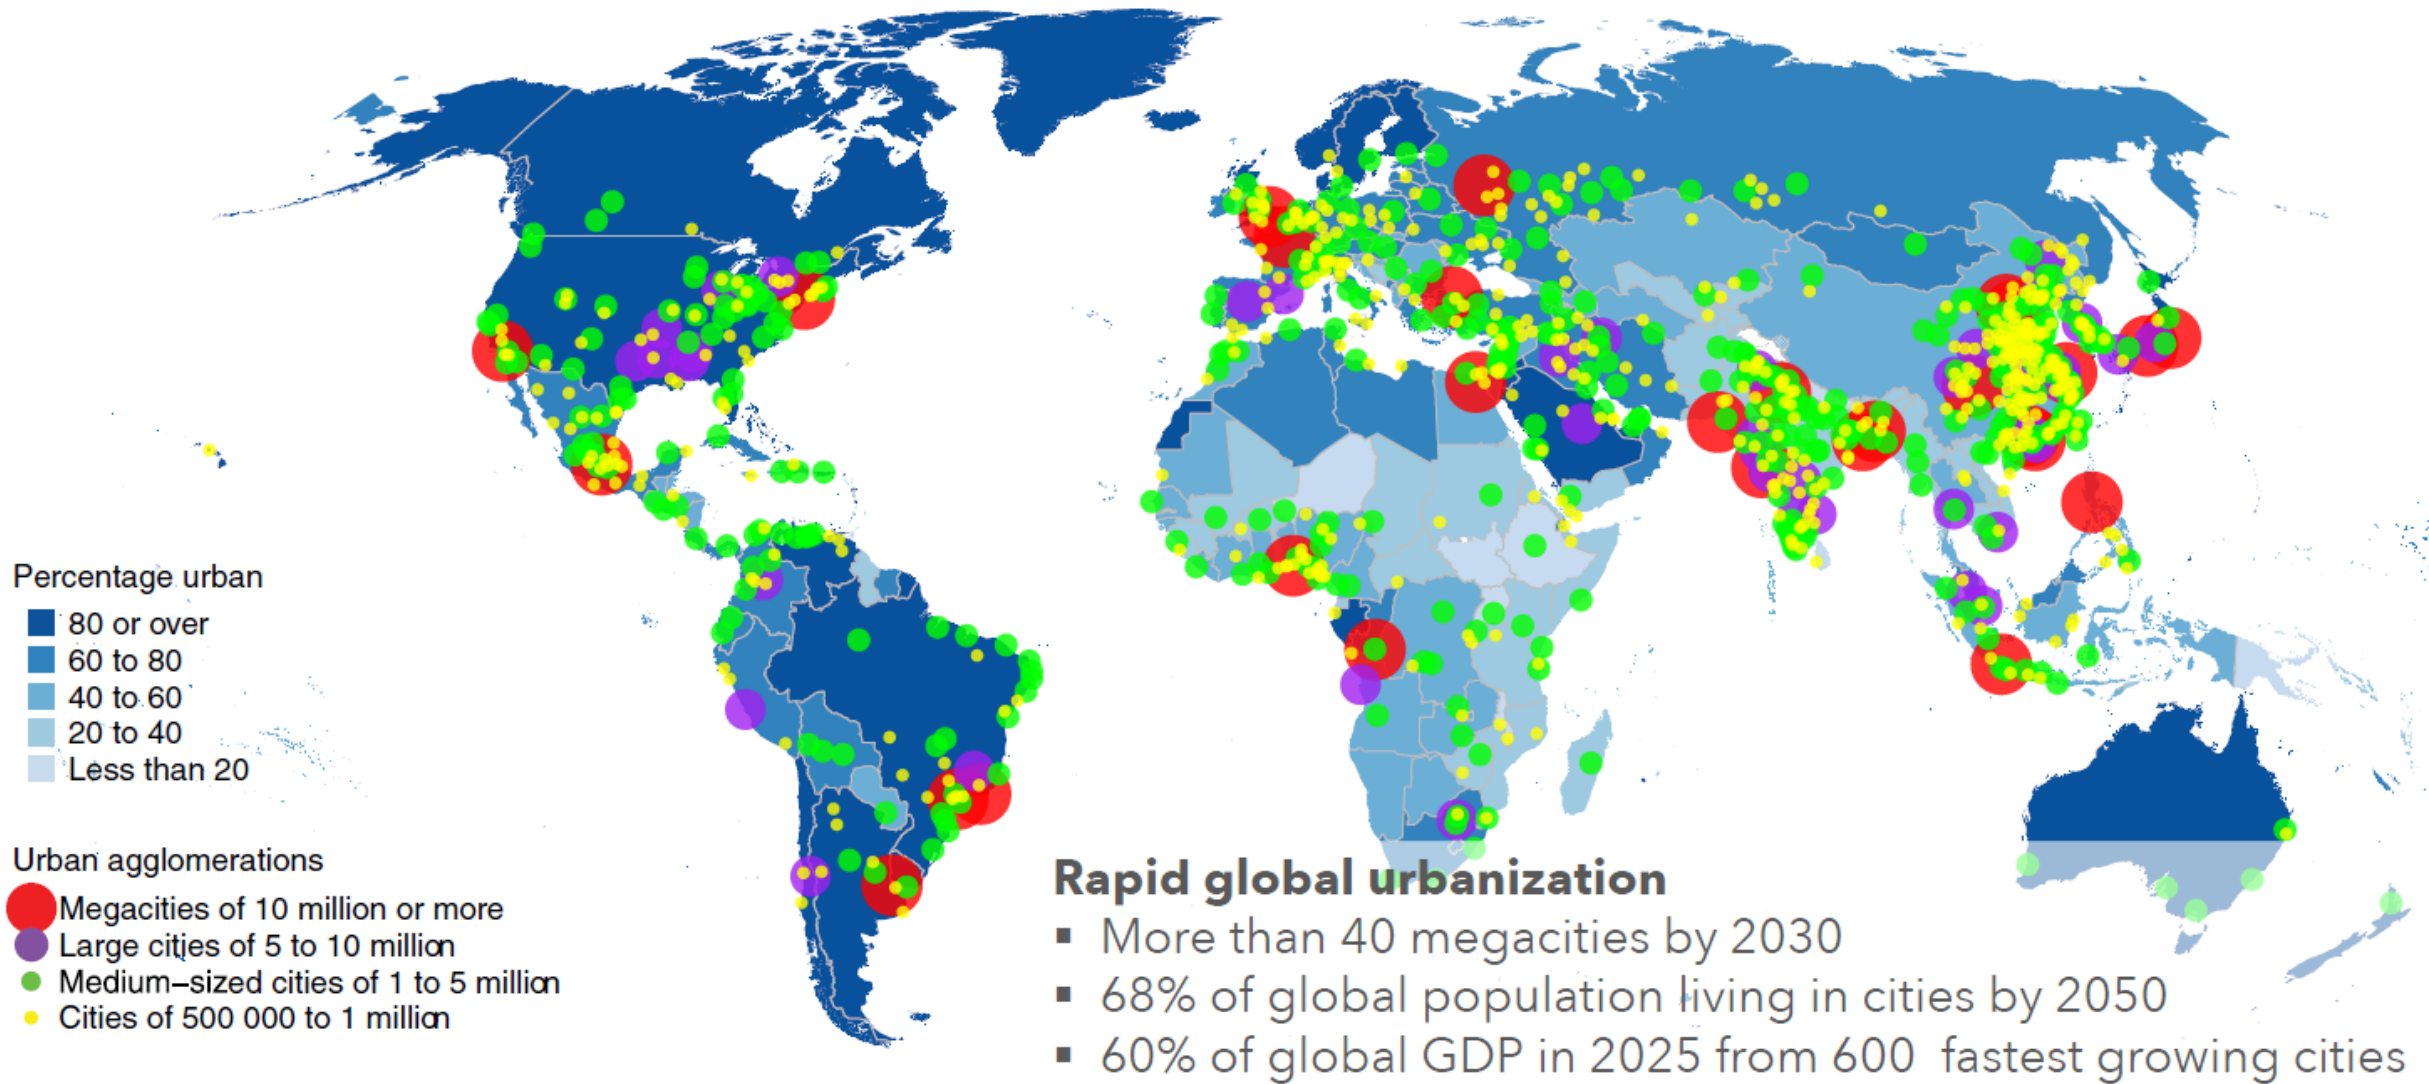 Percentage urban
80 or over
60 to 80
40 to 60
20 to 40
Less than 20
Urban agglomerations
Megacities of 10 million or more
Large cities of 5 to 10 million
Medium–sized cities of 1 to 5 million
Cities of 500 000 to 1 million
Rapid global urbanization
▪ More than 40 megacities by 2030
▪ 68% of global population living in cities by 2050
▪ 60% of global GDP in 2025 from 600 fastest growing cities